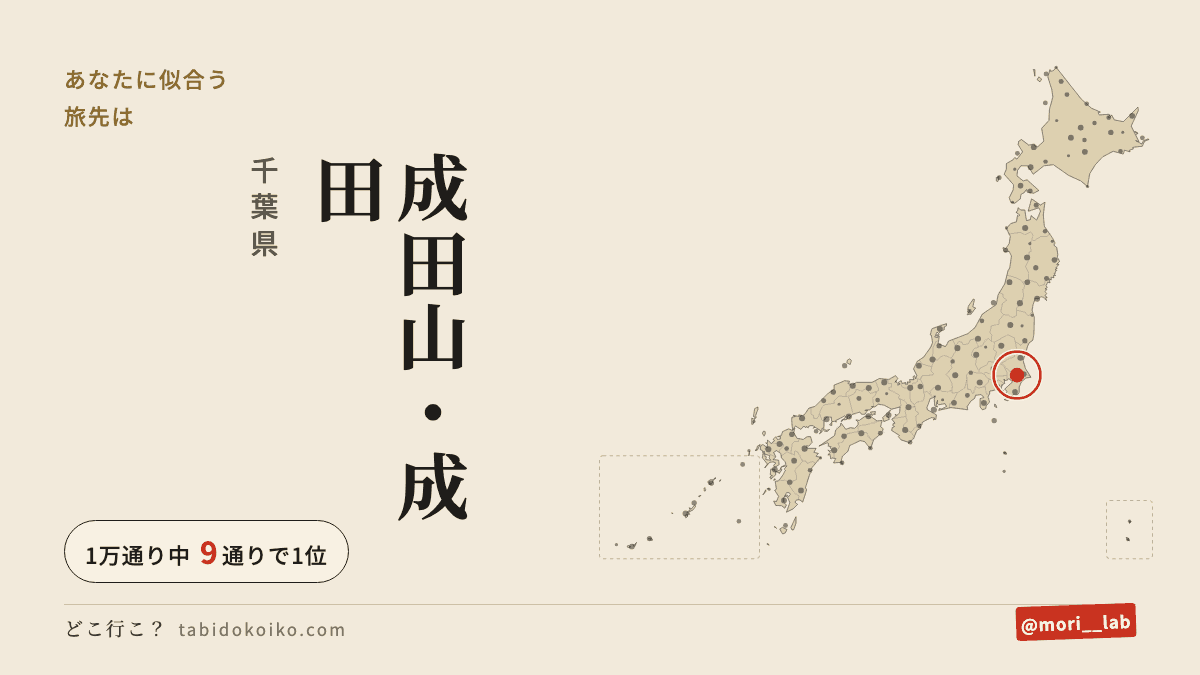 あなたに似合う
旅先は
成田山・成
田
千葉県
1万通り中 9通りで1位
どこ行こ？ tabidokoiko.com
@mori__lab